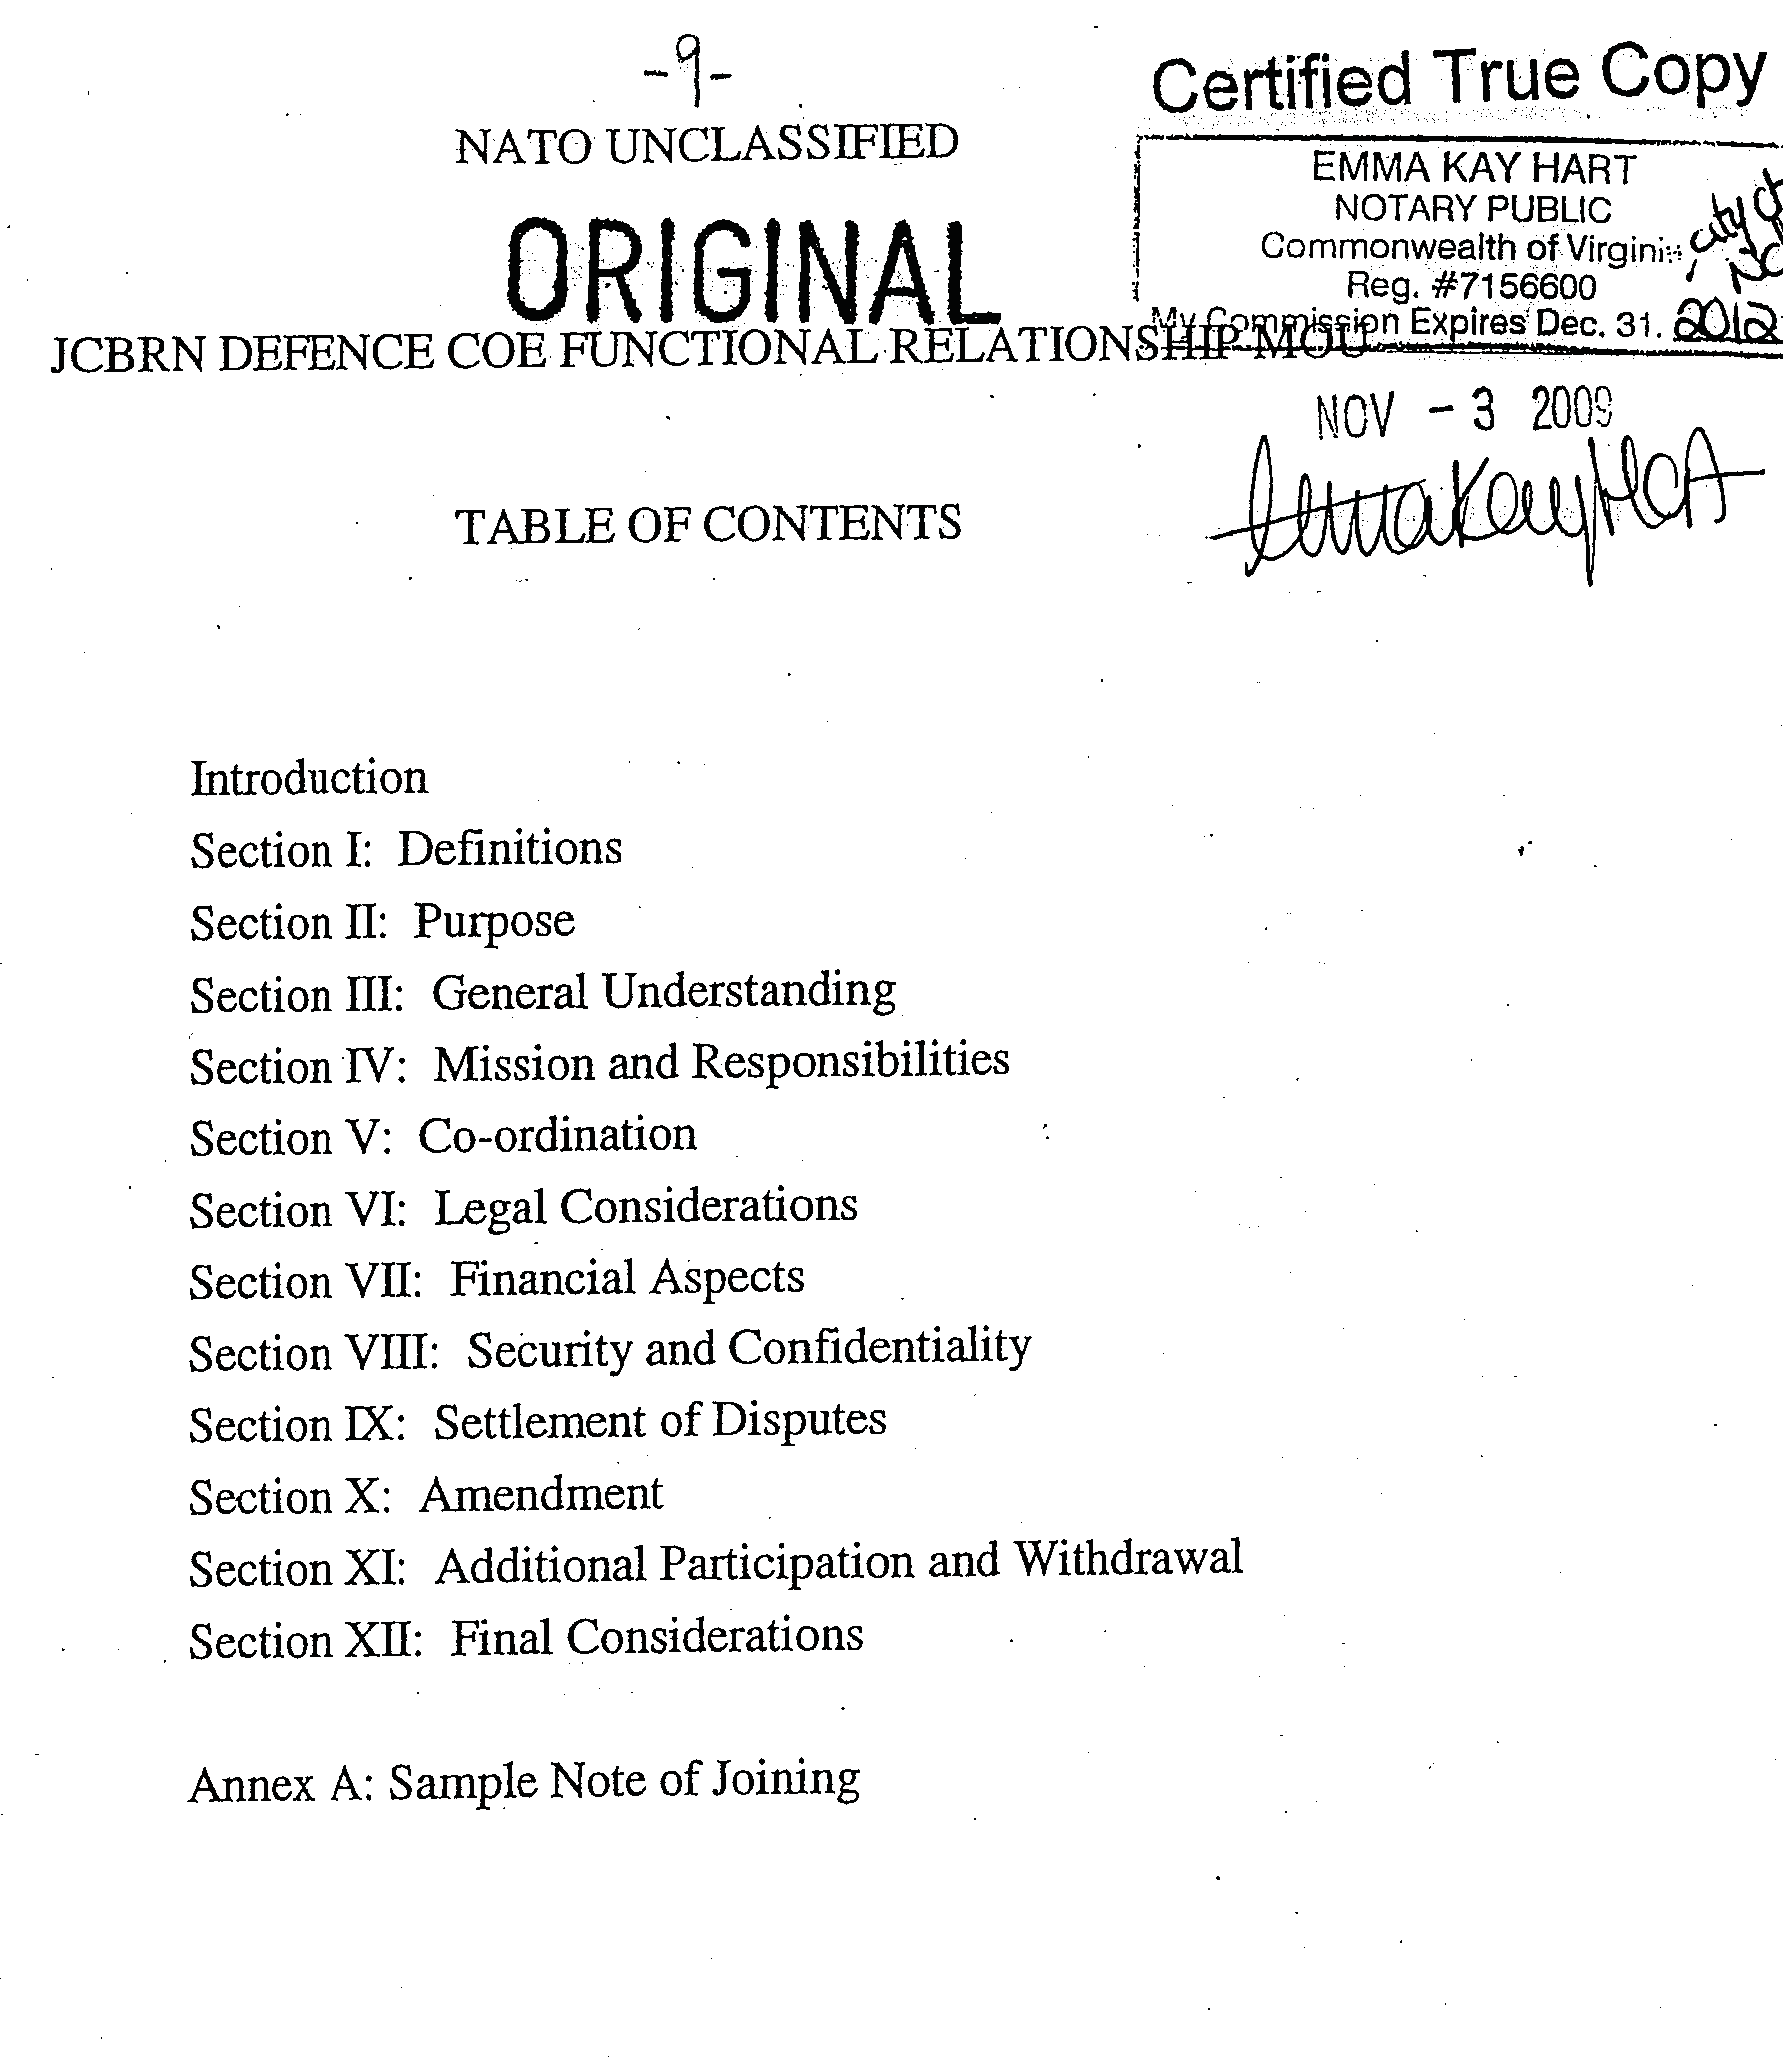 -9-
Certified True Copy
NATO UNCLASSIFIED
EMMA KAY HART
NOTARY PUBLIC
Commonwealth of Virginia
Reg. #7156600
My Commission Expires Dec. 31. 2012
ORIGINAL
JCBRN DEFENCE COE FUNCTIONAL RELATIONSHIP MOU
NOV - 3 2009
Emma Kay Hart
TABLE OF CONTENTS
Introduction
Section I: Definitions
Section II: Purpose
Section III: General Understanding
Section IV: Mission and Responsibilities
Section V: Co-ordination
Section VI: Legal Considerations
Section VII: Financial Aspects
Section VIII: Security and Confidentiality
Section IX: Settlement of Disputes
Section X: Amendment
Section XI: Additional Participation and Withdrawal
Section XII: Final Considerations
Annex A: Sample Note of Joining